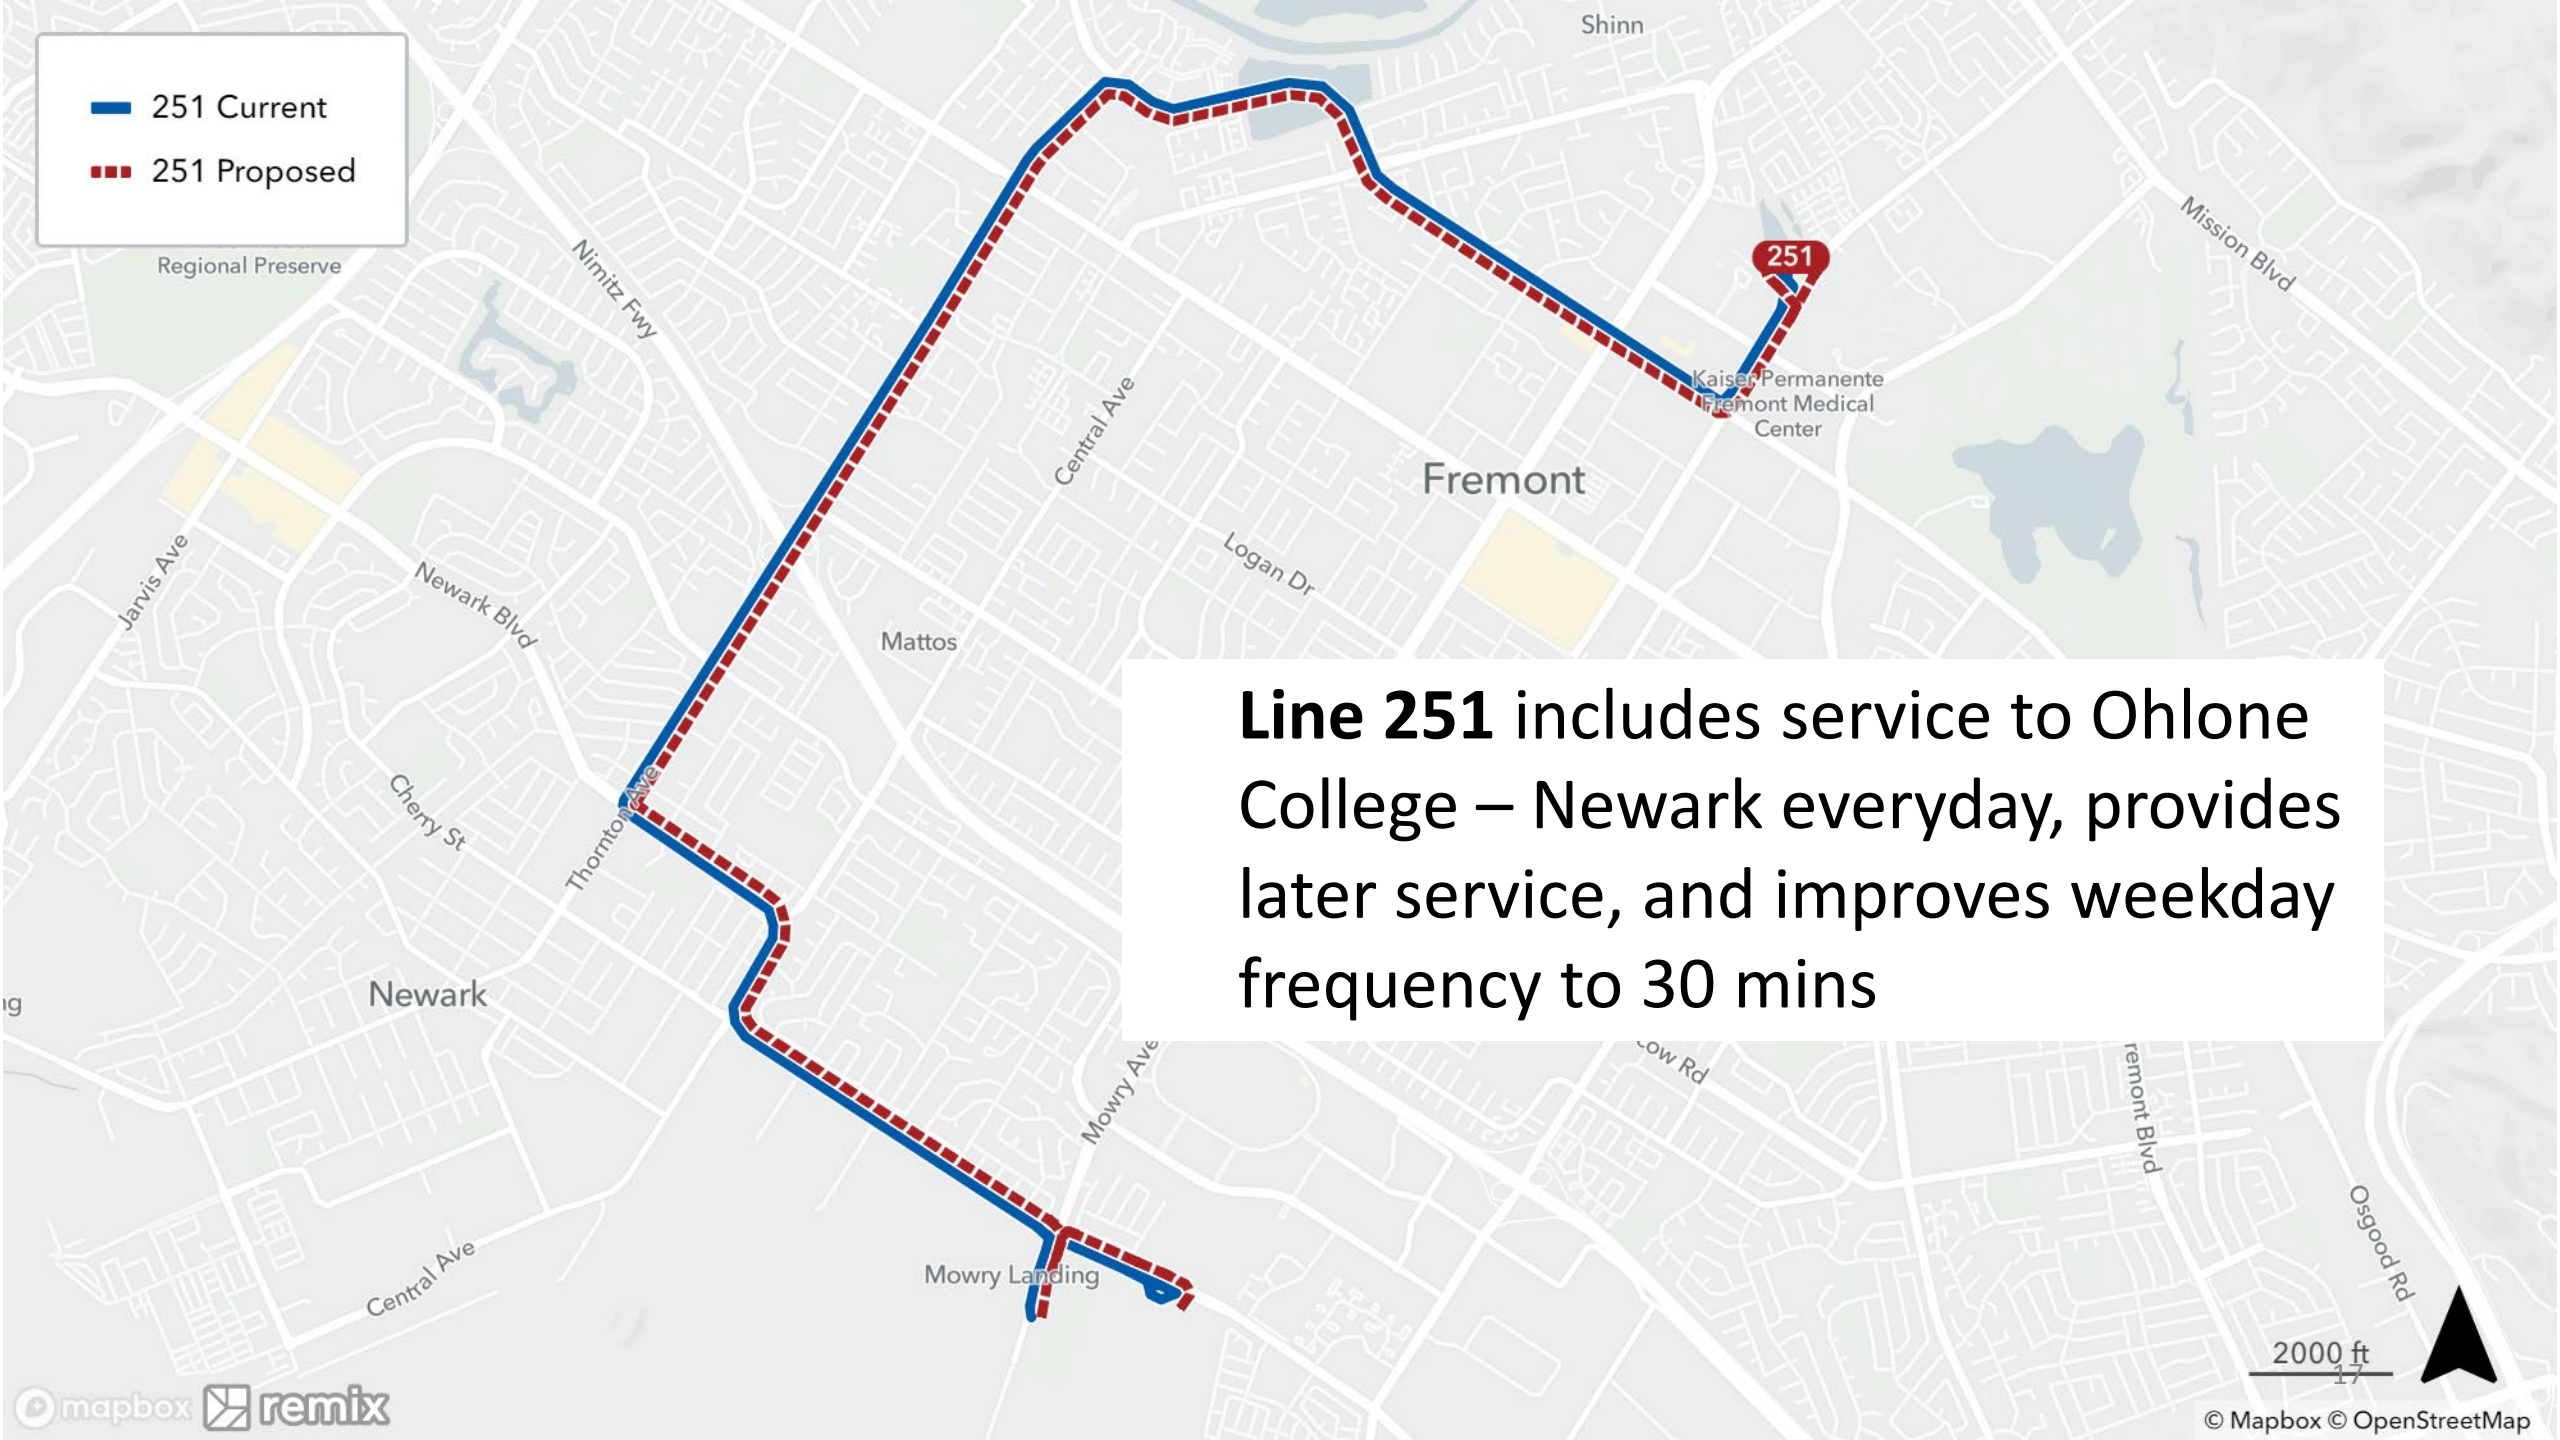 Shinn
251 Current
251 Proposed
Regional Preserve
Nimitz Fwy
Mission Blvd
251
Kaiser Permanente
Fremont Medical
Center
Central Ave
Fremont
Logan Dr
Jarvis Ave
Newark Blvd
Mattos
Line 251 includes service to Ohlone
College – Newark everyday, provides
later service, and improves weekday
frequency to 30 mins
Thornton Ave
Cherry St
Newark
Mowry Ave
Rd
Blvd
Osgood Rd
Central Ave
Mowry Landing
2000 ft
17
mapbox remix
© Mapbox © OpenStreetMap